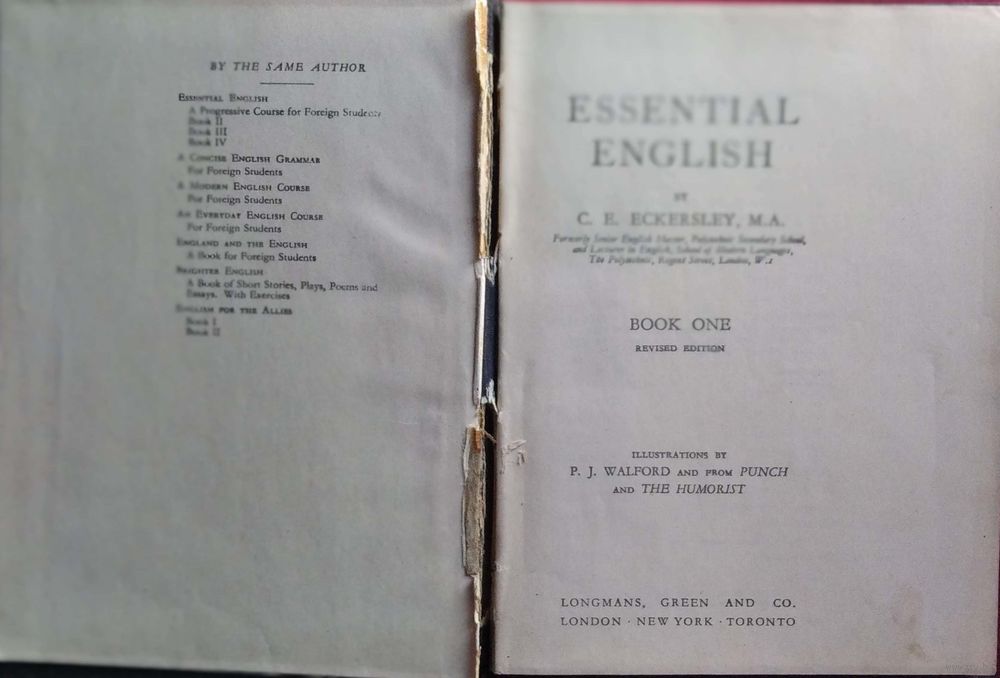 BY THE SAME AUTHOR
ESSENTIAL ENGLISH
A Progressive Course for Foreign Students
Book II
Book III
Book IV
A CONCISE ENGLISH GRAMMAR
For Foreign Students
A MODERN ENGLISH COURSE
For Foreign Students
AN EVERYDAY ENGLISH COURSE
For Foreign Students
ENGLAND AND THE ENGLISH
A Book for Foreign Students
BRIGHTER ENGLISH
A Book of Short Stories, Plays, Poems and
Essays. With Exercises
ENGLISH FOR THE ALLIES
Book I
Book II
ESSENTIAL
ENGLISH
BY
C. E. ECKERSLEY, M.A.
Formerly Senior English Master, Polytechnic Secondary School,
and Lecturer in English, School of Modern Languages,
The Polytechnic, Regent Street, London, W.1
BOOK ONE
REVISED EDITION
ILLUSTRATIONS BY
P. J. WALFORD AND FROM PUNCH
AND THE HUMORIST
LONGMANS, GREEN AND CO.
LONDON · NEW YORK · TORONTO